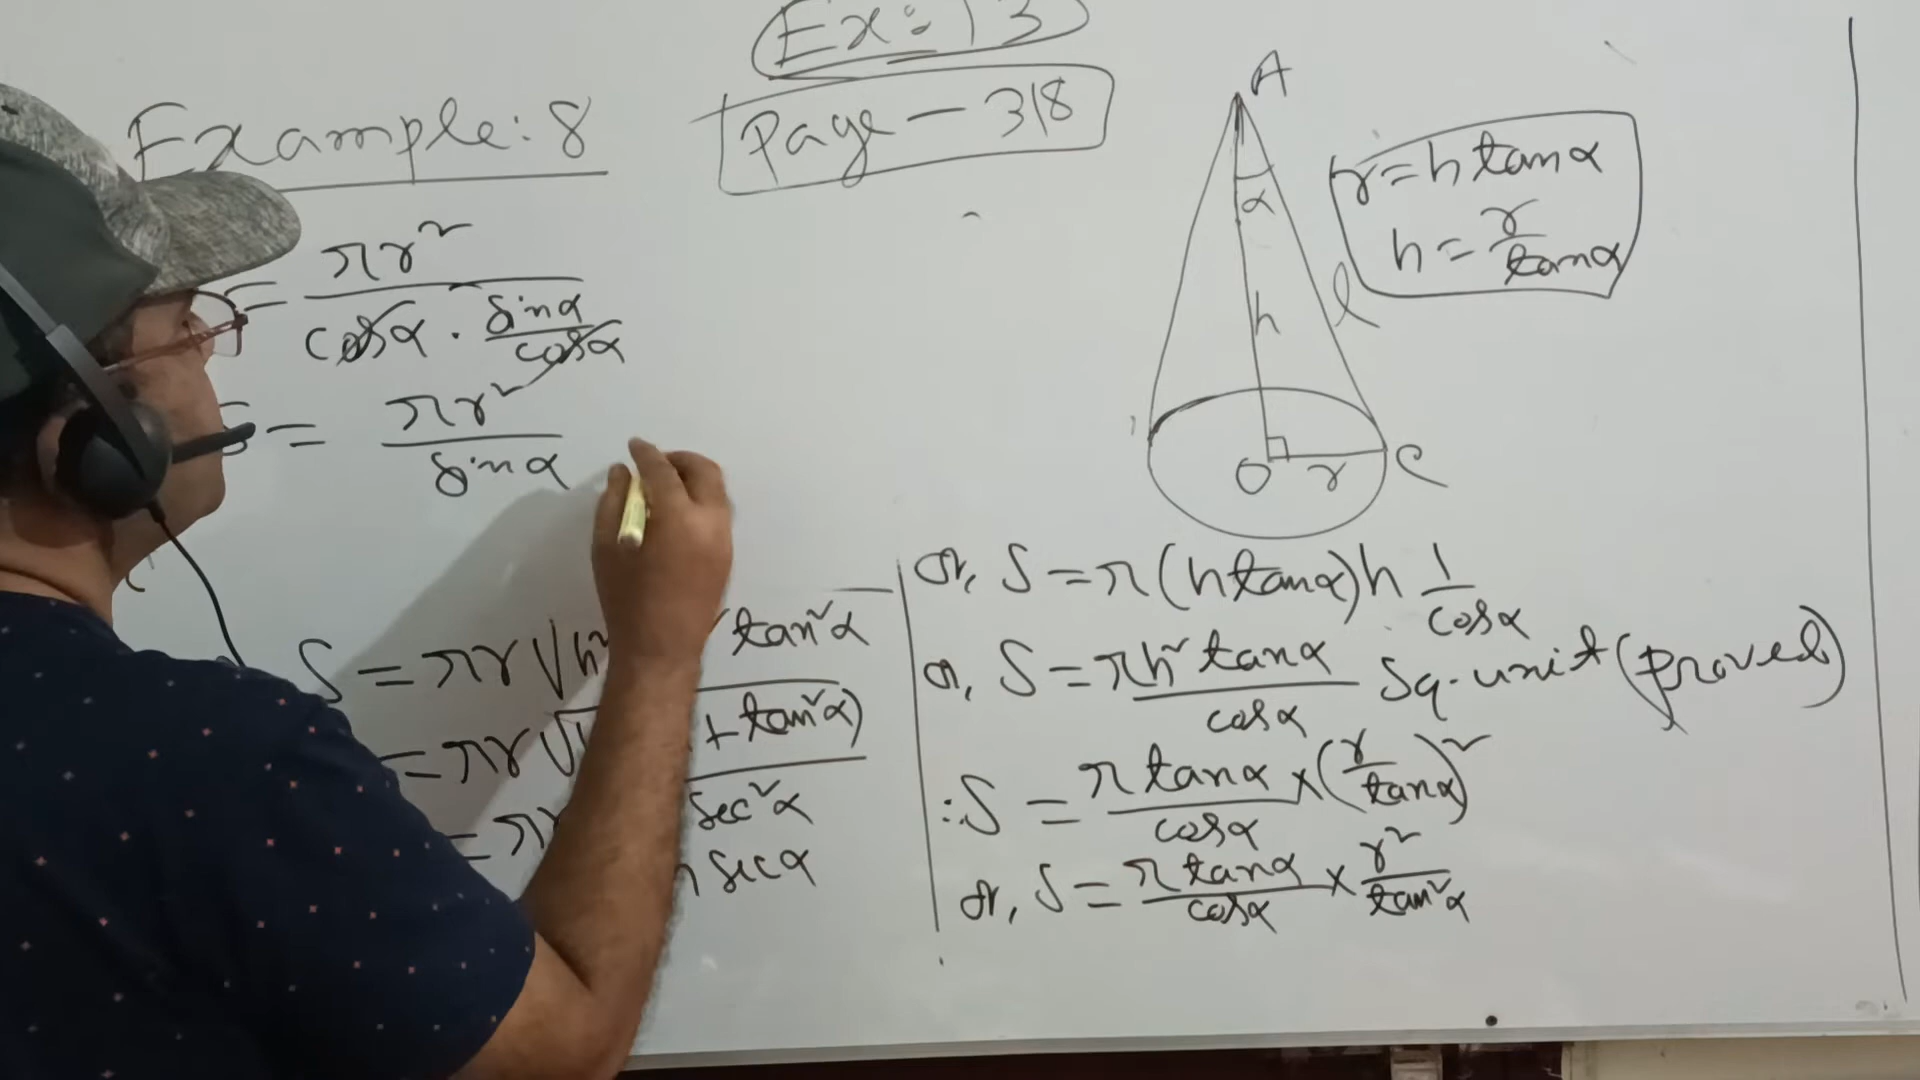 Ex: 13
Page - 318
Example: 8
= πr² / (cosα · sinα/cosα)
S = πr² / sinα
A
α
h
l
O
r
C
r = h tanα
h = r/tanα
S = πr√h² tan²α
= πr√ + tan²α)
= πr sec²α
h secα
or, S = π(h tanα)h 1/cosα
or, S = πh² tanα / cosα Sq. unit (proved)
∴ S = π tanα / cosα × (r/tanα)²
or, S = π tanα / cosα × r²/tan²α